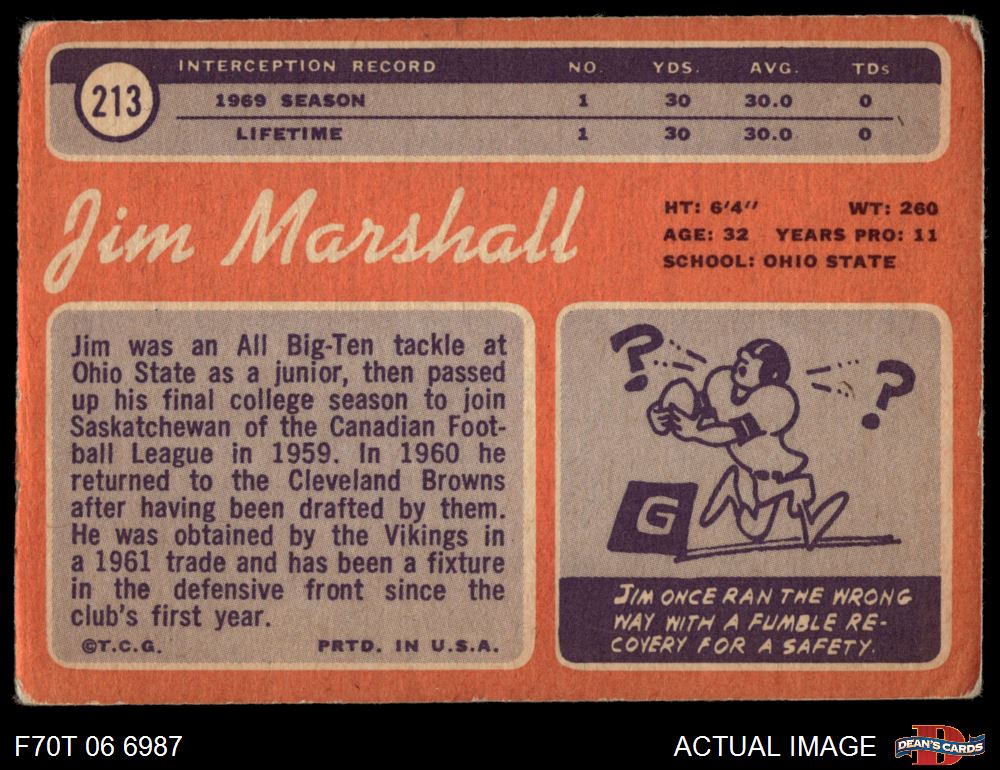 213
INTERCEPTION RECORD NO. YDS. AVG. TDs
1969 SEASON 1 30 30.0 0
LIFETIME 1 30 30.0 0
Jim Marshall
HT: 6'4" WT: 260
AGE: 32 YEARS PRO: 11
SCHOOL: OHIO STATE
Jim was an All Big-Ten tackle at
Ohio State as a junior, then passed
up his final college season to join
Saskatchewan of the Canadian Foot-
ball League in 1959. In 1960 he
returned to the Cleveland Browns
after having been drafted by them.
He was obtained by the Vikings in
a 1961 trade and has been a fixture
in the defensive front since the
club's first year.
©T.C.G. PRTD. IN U.S.A.
? ?
G
JIM ONCE RAN THE WRONG
WAY WITH A FUMBLE RE-
COVERY FOR A SAFETY.
F70T 06 6987
ACTUAL IMAGE
D
DEAN'S CARDS